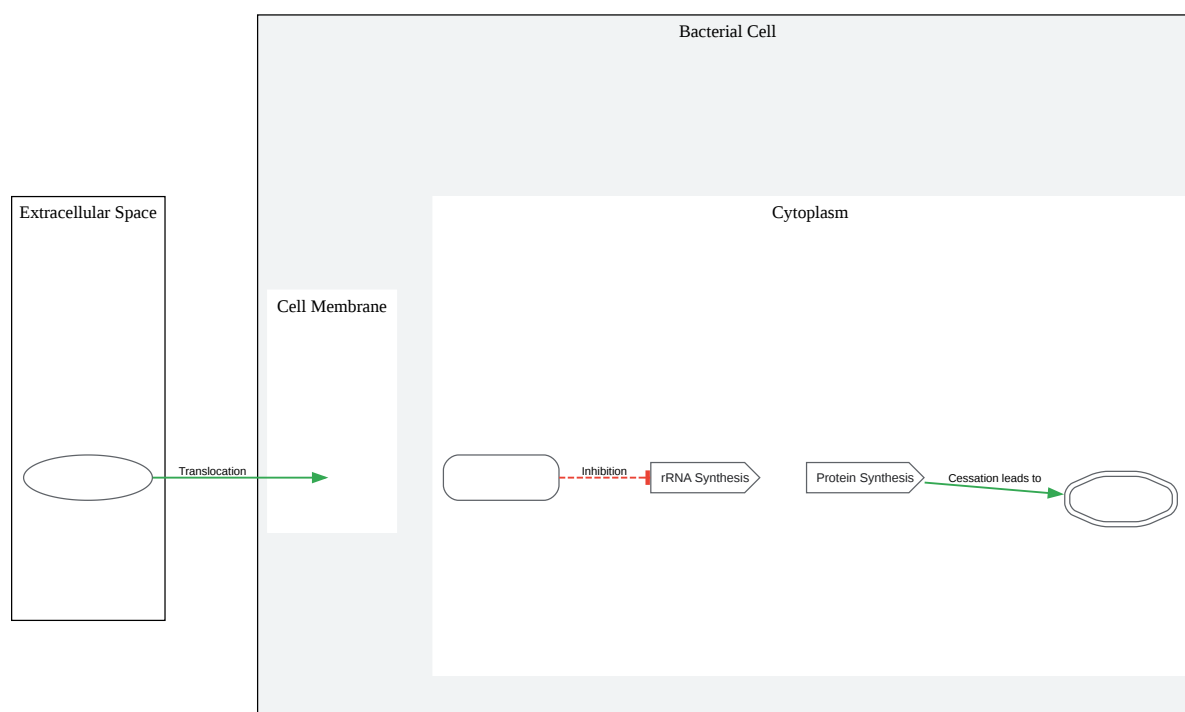 Bacterial Cell
Extracellular Space
Cytoplasm
Cell Membrane
Translocation
Inhibition
rRNA Synthesis
Protein Synthesis
Cessation leads to